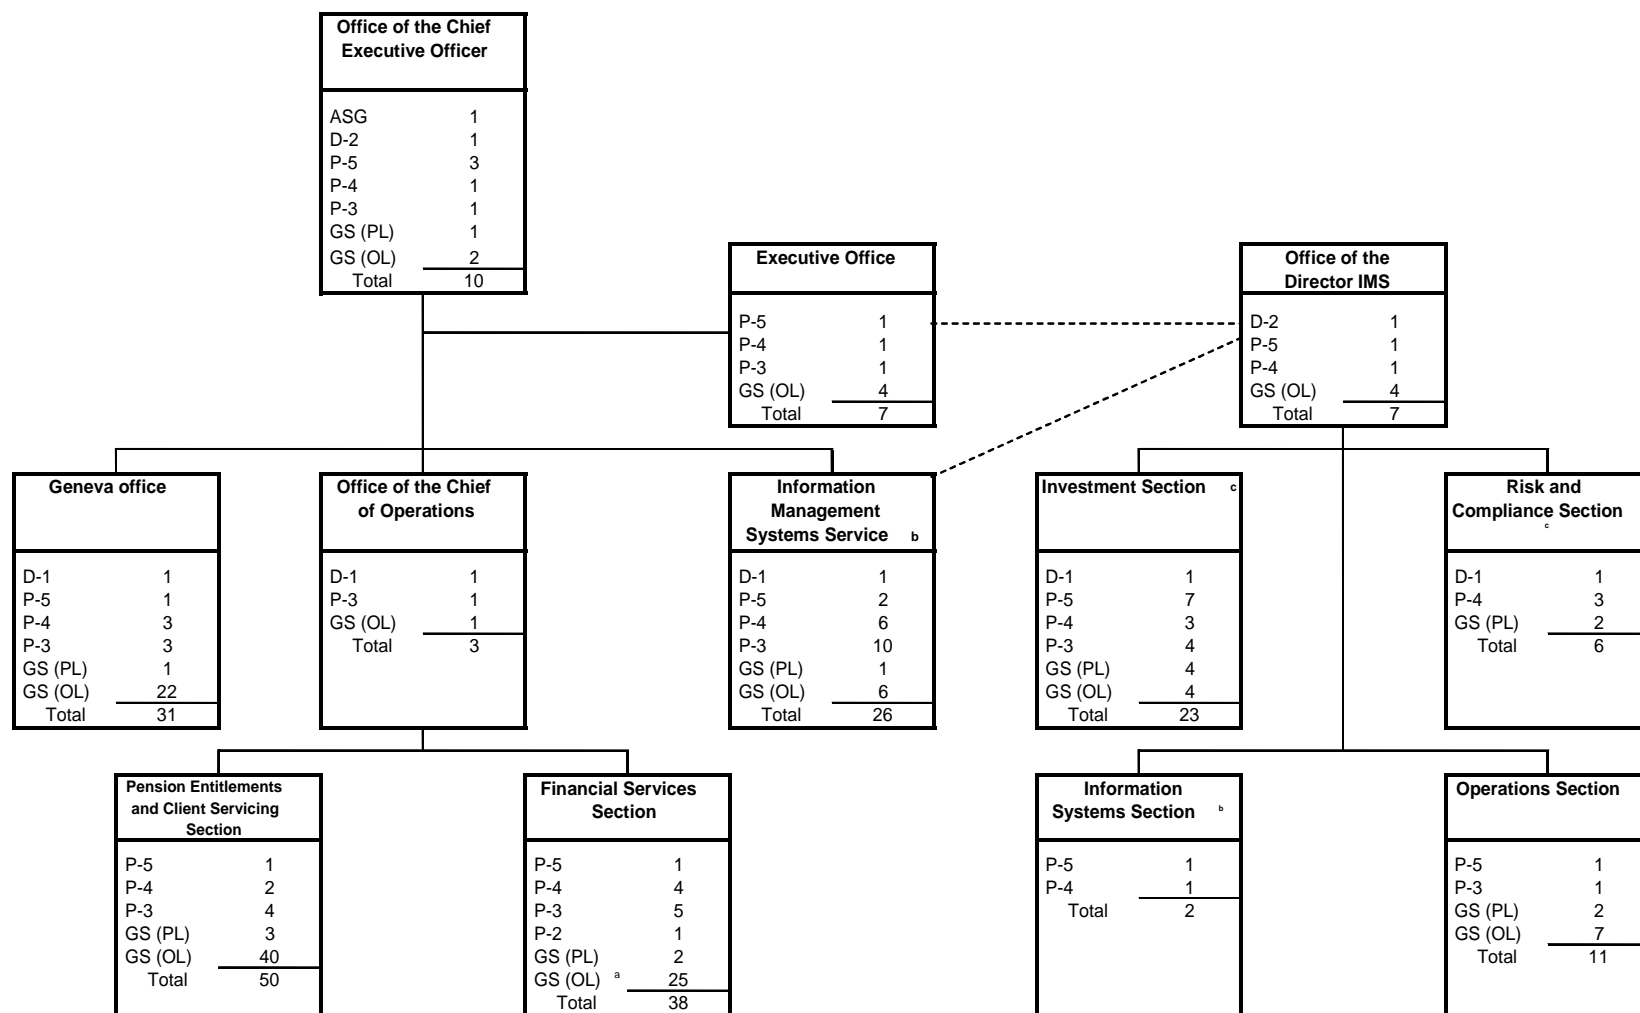 Office of the Chief
Executive Officer
ASG 1
D-2 1
P-5 3
P-4 1
P-3 1
GS (PL) 1
GS (OL) 2
Total 10
Executive Office
P-5 1
P-4 1
P-3 1
GS (OL) 4
Total 7
Office of the
Director IMS
D-2 1
P-5 1
P-4 1
GS (OL) 4
Total 7
Geneva office
D-1 1
P-5 1
P-4 3
P-3 3
GS (PL) 1
GS (OL) 22
Total 31
Office of the Chief
of Operations
D-1 1
P-3 1
GS (OL) 1
Total 3
Information
Management
Systems Service b
D-1 1
P-5 2
P-4 6
P-3 10
GS (PL) 1
GS (OL) 6
Total 26
Investment Section c
D-1 1
P-5 7
P-4 3
P-3 4
GS (PL) 4
GS (OL) 4
Total 23
Risk and
Compliance Section
c
D-1 1
P-4 3
GS (PL) 2
Total 6
Pension Entitlements
and Client Servicing
Section
P-5 1
P-4 2
P-3 4
GS (PL) 3
GS (OL) 40
Total 50
Financial Services
Section
P-5 1
P-4 4
P-3 5
P-2 1
GS (PL) 2
GS (OL) a 25
Total 38
Information
Systems Section b
P-5 1
P-4 1
Total 2
Operations Section
P-5 1
P-3 1
GS (PL) 2
GS (OL) 7
Total 11